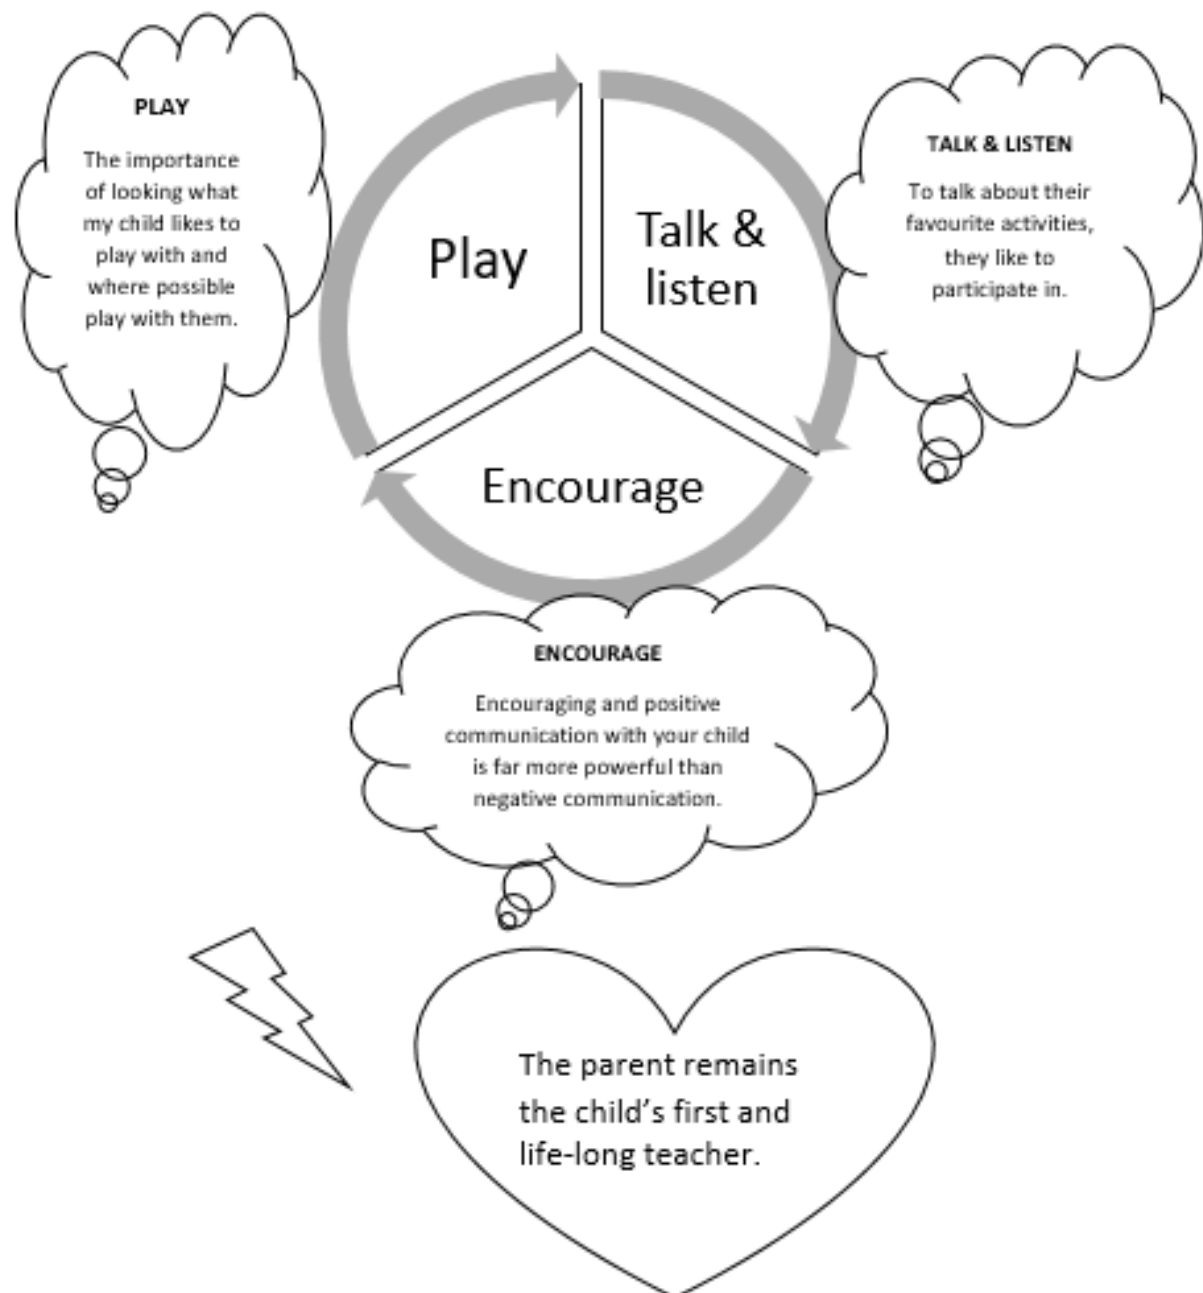 PLAY
The importance
of looking what
my child likes to
play with and
where possible
play with them.
Play
Talk &
listen
TALK & LISTEN
To talk about their
favourite activities,
they like to
participate in.
Encourage
ENCOURAGE
Encouraging and positive
communication with your child
is far more powerful than
negative communication.
The parent remains
the child’s first and
life-long teacher.